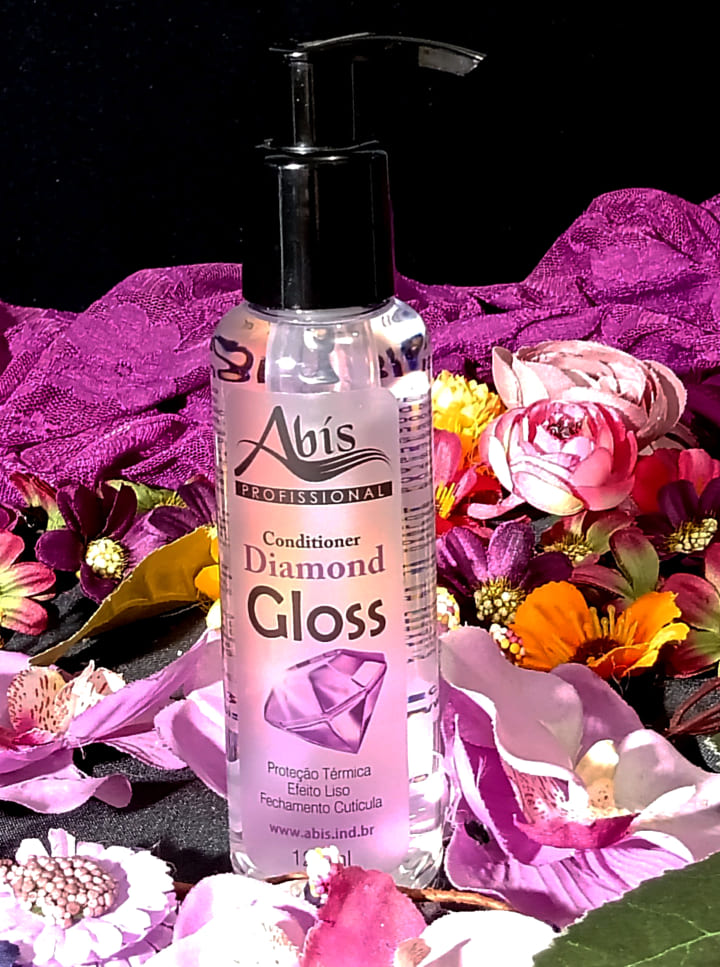 Abís
PROFISSIONAL
Conditioner
Diamond
Gloss
Proteção Térmica
Efeito Liso
Fechamento Cutícula
www.abis.ind.br